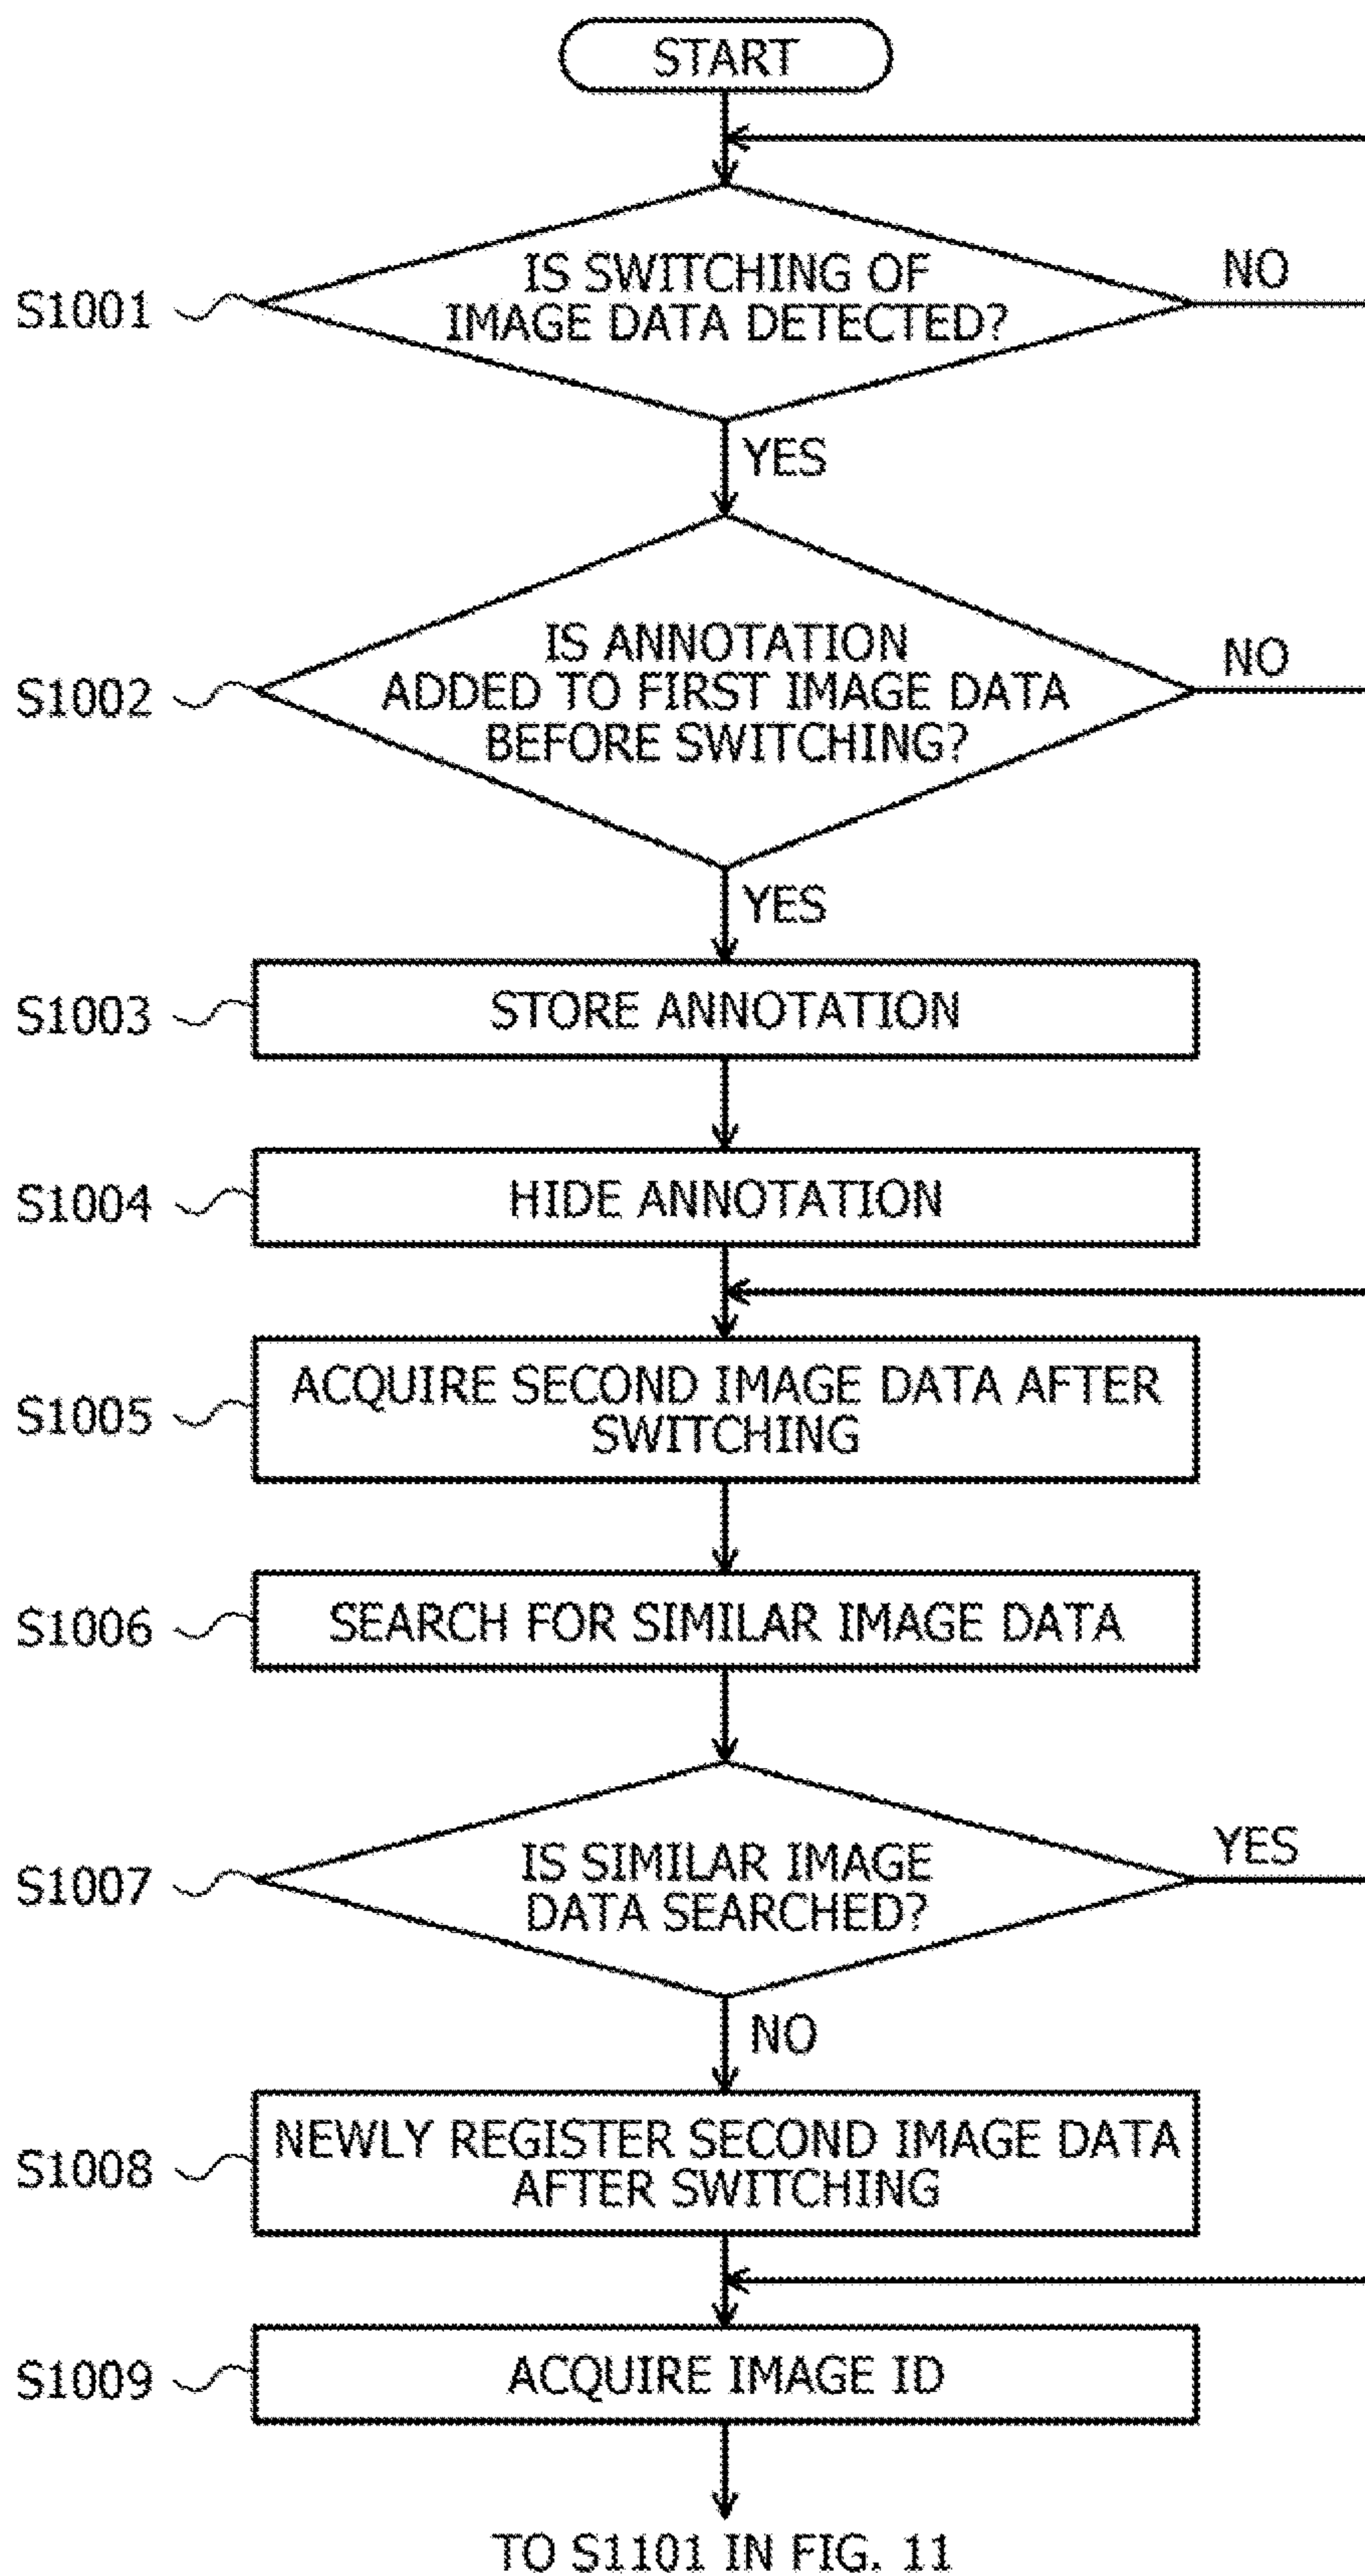 START
S1001
IS SWITCHING OF
IMAGE DATA DETECTED?
NO
YES
S1002
IS ANNOTATION
ADDED TO FIRST IMAGE DATA
BEFORE SWITCHING?
NO
YES
S1003
STORE ANNOTATION
S1004
HIDE ANNOTATION
S1005
ACQUIRE SECOND IMAGE DATA AFTER
SWITCHING
S1006
SEARCH FOR SIMILAR IMAGE DATA
S1007
IS SIMILAR IMAGE
DATA SEARCHED?
YES
NO
S1008
NEWLY REGISTER SECOND IMAGE DATA
AFTER SWITCHING
S1009
ACQUIRE IMAGE ID
TO S1101 IN FIG. 11